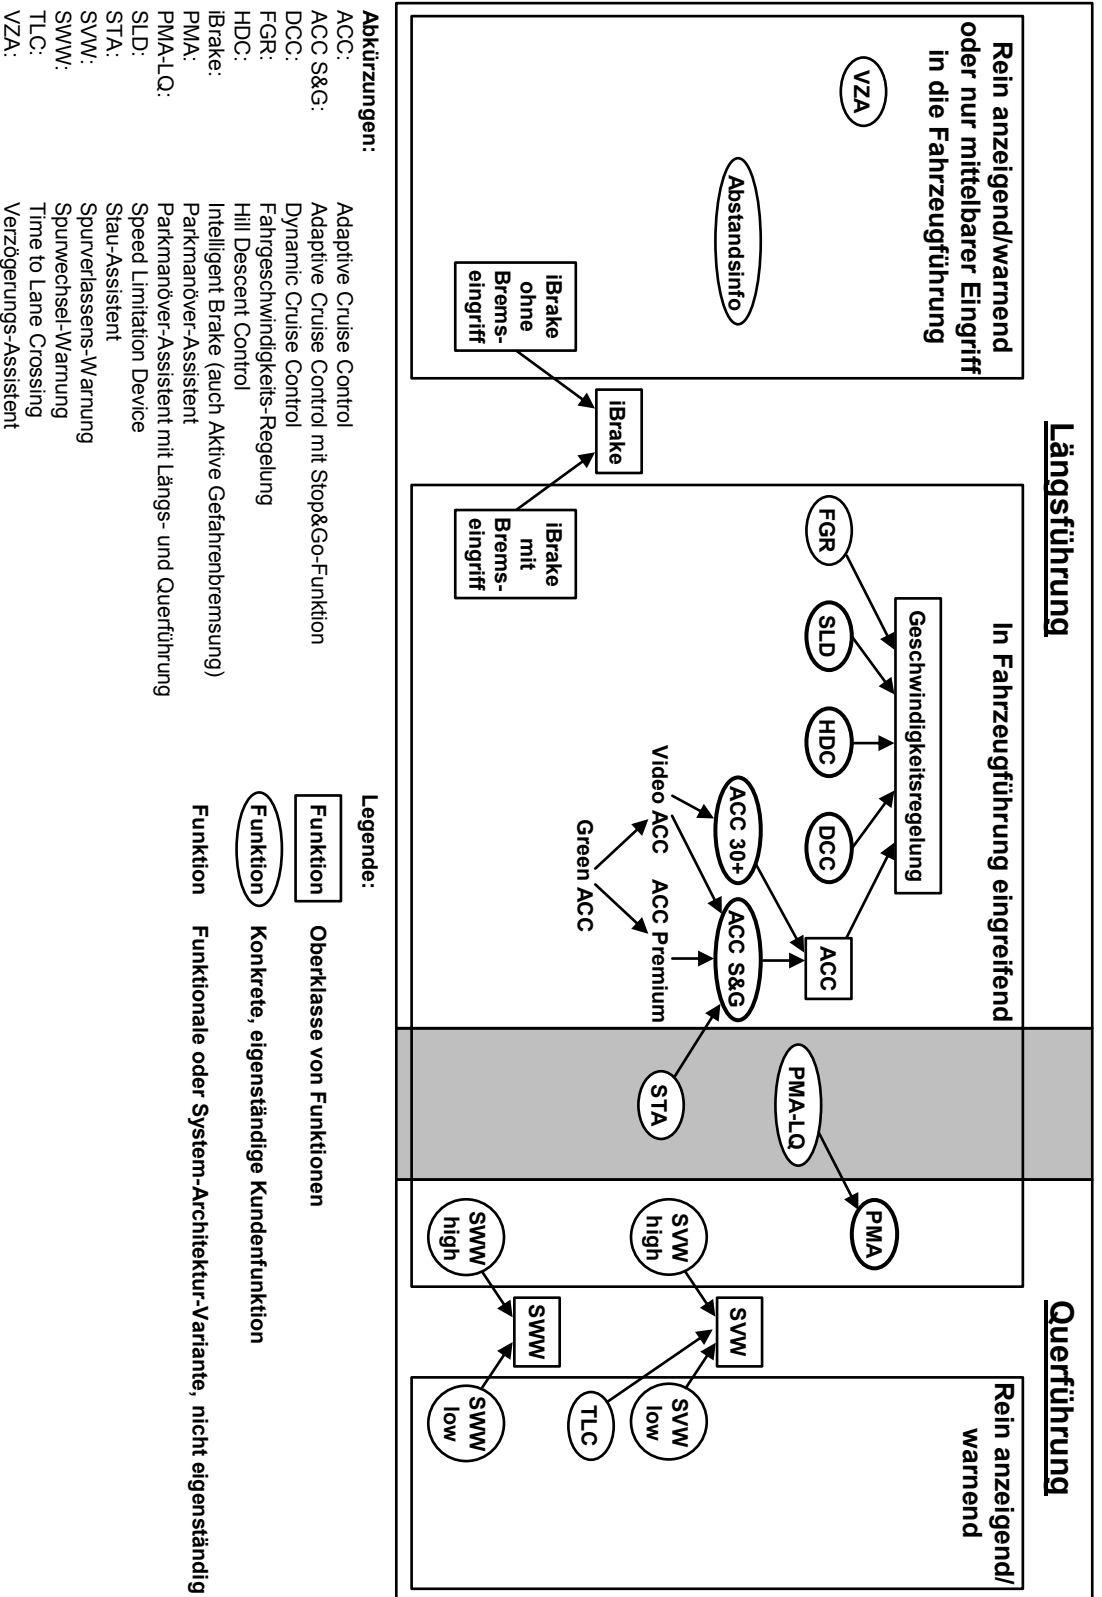 Längsführung
Querführung
Rein anzeigend/warnend
oder nur mittelbarer Eingriff
in die Fahrzeugführung
In Fahrzeugführung eingreifend
Rein anzeigend/
warnend
VZA
Abstandsinfo
iBrake
ohne
Brems-
eingriff
iBrake
iBrake
mit
Brems-
eingriff
Geschwindigkeitsregelung
FGR
SLD
HDC
DCC
ACC
ACC 30+
ACC S&G
Video ACC
ACC Premium
Green ACC
PMA-LQ
STA
PMA
SVW
high
SVW
SVW
low
TLC
SWW
high
SWW
SWW
low
Abkürzungen:
ACC: Adaptive Cruise Control
ACC S&G: Adaptive Cruise Control mit Stop&Go-Funktion
DCC: Dynamic Cruise Control
FGR: Fahrgeschwindigkeits-Regelung
HDC: Hill Descent Control
iBrake: Intelligent Brake (auch Aktive Gefahrenbremsung)
PMA: Parkmanöver-Assistent
PMA-LQ: Parkmanöver-Assistent mit Längs- und Querführung
SLD: Speed Limitation Device
STA: Stau-Assistent
SVW: Spurverlassens-Warnung
SWW: Spurwechsel-Warnung
TLC: Time to Lane Crossing
VZA: Verzögerungs-Assistent
Legende:
Funktion Oberklasse von Funktionen
Funktion Konkrete, eigenständige Kundenfunktion
Funktion Funktionale oder System-Architektur-Variante, nicht eigenständig